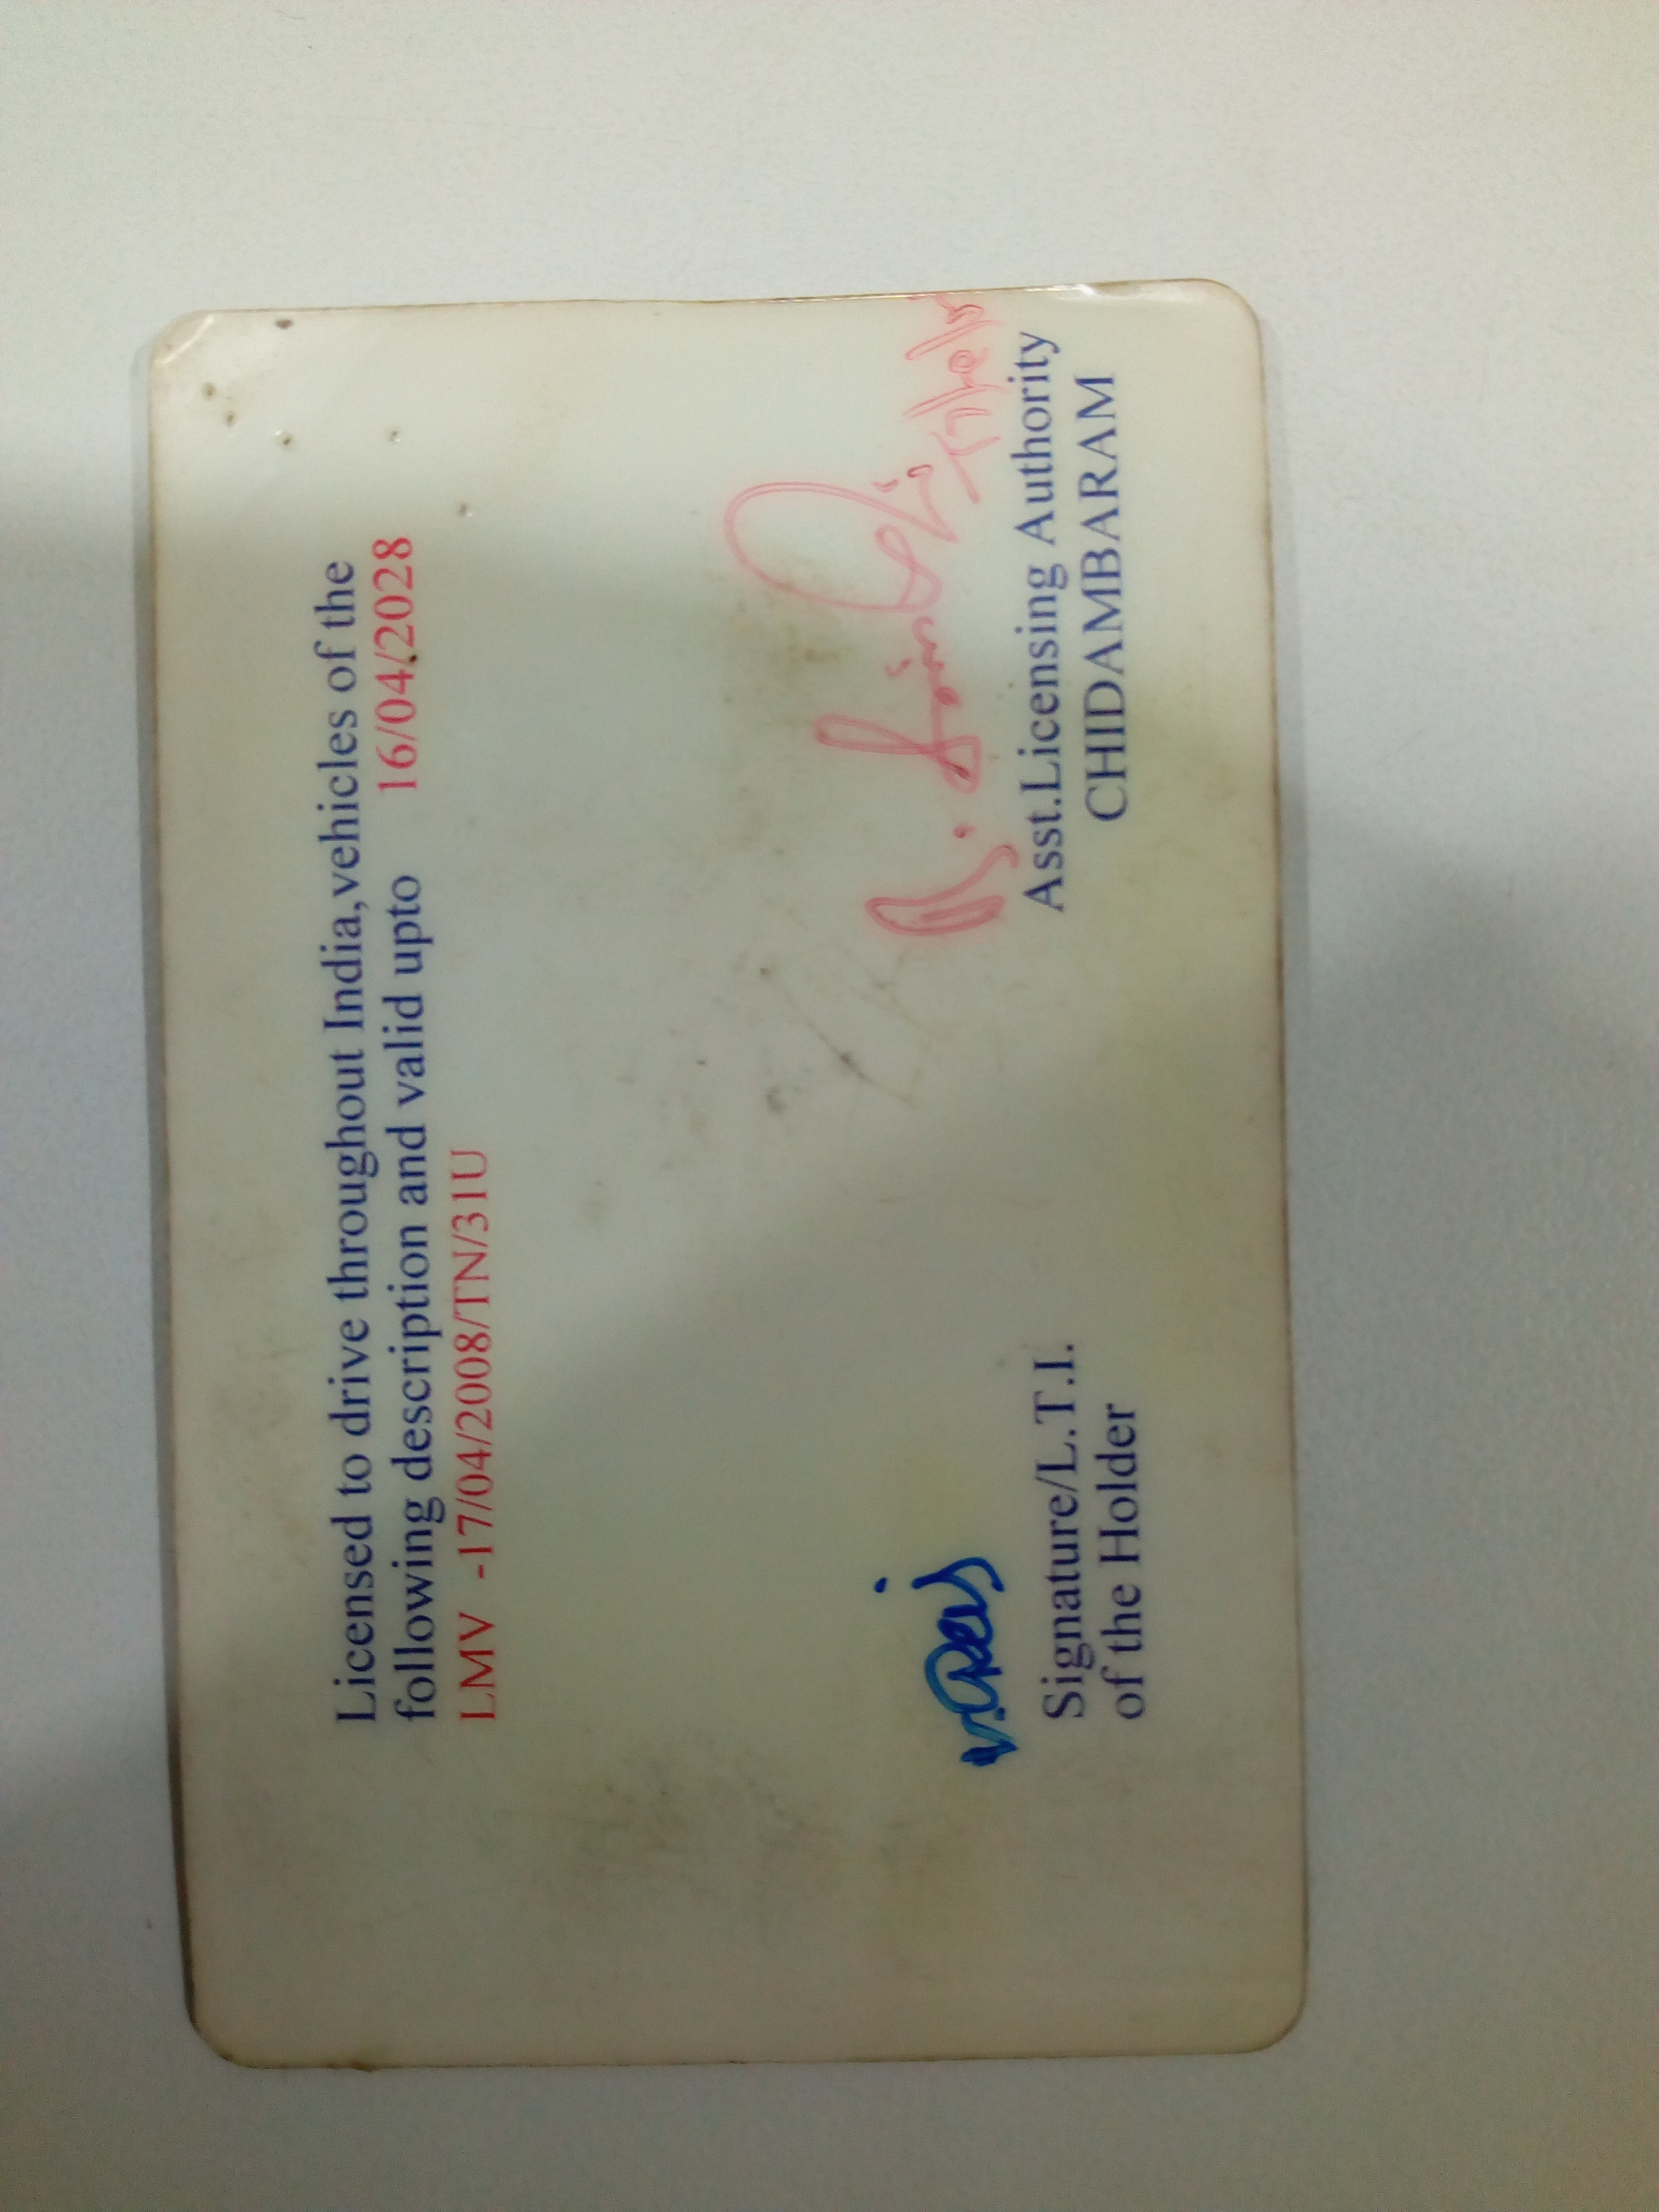 Licensed to drive throughout India,vehicles of the
following description and valid upto 16/04/2028
LMV -17/04/2008/TN/31U
Signature/L.T.I.
of the Holder
Asst.Licensing Authority
CHIDAMBARAM